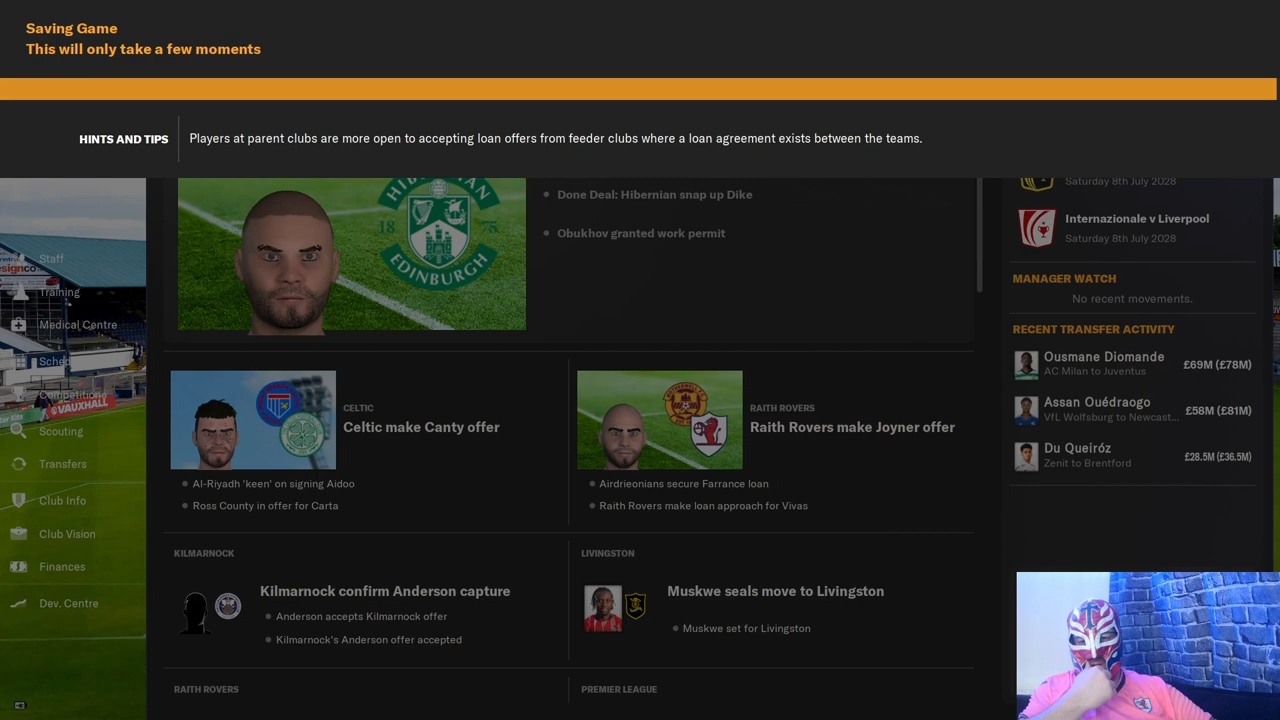 Saving Game
This will only take a few moments
HINTS AND TIPS
Players at parent clubs are more open to accepting loan offers from feeder clubs where a loan agreement exists between the teams.
Staff
Training
Medical Centre
Sched
Competitions
Scouting
Transfers
Club Info
Club Vision
Finances
Dev. Centre
VAUXHALL
HIBERNIAN
18 75
EDINBURGH
Done Deal: Hibernian snap up Dike
Obukhov granted work permit
CELTIC
Celtic make Canty offer
Al-Riyadh 'keen' on signing Aidoo
Ross County in offer for Carta
RAITH ROVERS
Raith Rovers make Joyner offer
Airdrieonians secure Farrance loan
Raith Rovers make loan approach for Vivas
KILMARNOCK
Kilmarnock confirm Anderson capture
Anderson accepts Kilmarnock offer
Kilmarnock's Anderson offer accepted
LIVINGSTON
Muskwe seals move to Livingston
Muskwe set for Livingston
RAITH ROVERS
PREMIER LEAGUE
Saturday 8th July 2028
Internazionale v Liverpool
Saturday 8th July 2028
MANAGER WATCH
No recent movements.
RECENT TRANSFER ACTIVITY
Ousmane Diomande
AC Milan to Juventus
£69M (£78M)
Assan Ouédraogo
VfL Wolfsburg to Newcast...
£58M (£81M)
Du Queiróz
Zenit to Brentford
£28.5M (£36.5M)